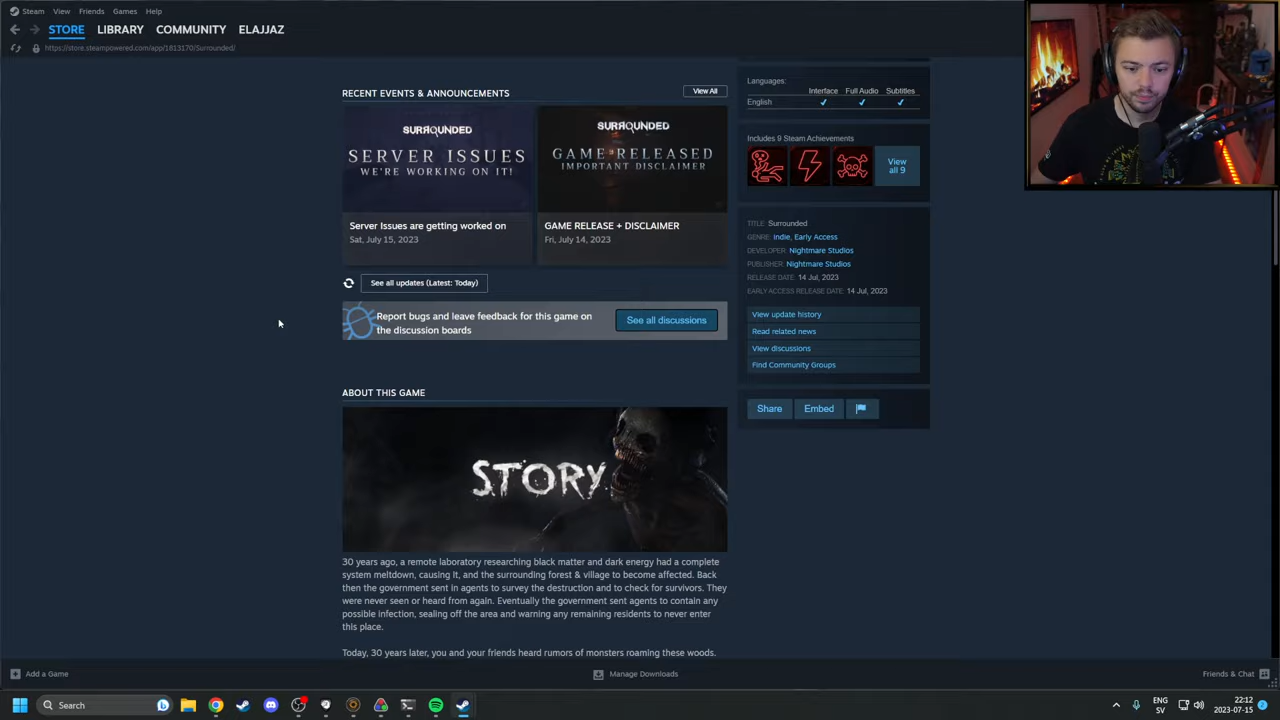 Steam View Friends Games Help
STORE LIBRARY COMMUNITY ELAJJAZ
https://store.steampowered.com/app/1813170/Surrounded/
RECENT EVENTS & ANNOUNCEMENTS
View All
SURROUNDED
SERVER ISSUES
WE'RE WORKING ON IT!
Server Issues are getting worked on
Sat, July 15, 2023
SURROUNDED
GAME RELEASED
IMPORTANT DISCLAIMER
GAME RELEASE + DISCLAIMER
Fri, July 14, 2023
See all updates (Latest: Today)
Report bugs and leave feedback for this game on
the discussion boards
See all discussions
ABOUT THIS GAME
STORY
30 years ago, a remote laboratory researching black matter and dark energy had a complete
system meltdown, causing it, and the surrounding forest & village to become affected. Back
then the government sent in agents to survey the destruction and to check for survivors. They
were never seen or heard from again. Eventually the government sent agents to contain any
possible infection, sealing off the area and warning any remaining residents to never enter
this place.
Today, 30 years later, you and your friends heard rumors of monsters roaming these woods.
Languages:
Interface Full Audio Subtitles
English ✔ ✔ ✔
Includes 9 Steam Achievements
View
all 9
TITLE: Surrounded
GENRE: Indie, Early Access
DEVELOPER: Nightmare Studios
PUBLISHER: Nightmare Studios
RELEASE DATE: 14 Jul, 2023
EARLY ACCESS RELEASE DATE: 14 Jul, 2023
View update history
Read related news
View discussions
Find Community Groups
Share Embed
Add a Game
Manage Downloads
Friends & Chat
Search
ENG
SV
22:12
2023-07-15
2